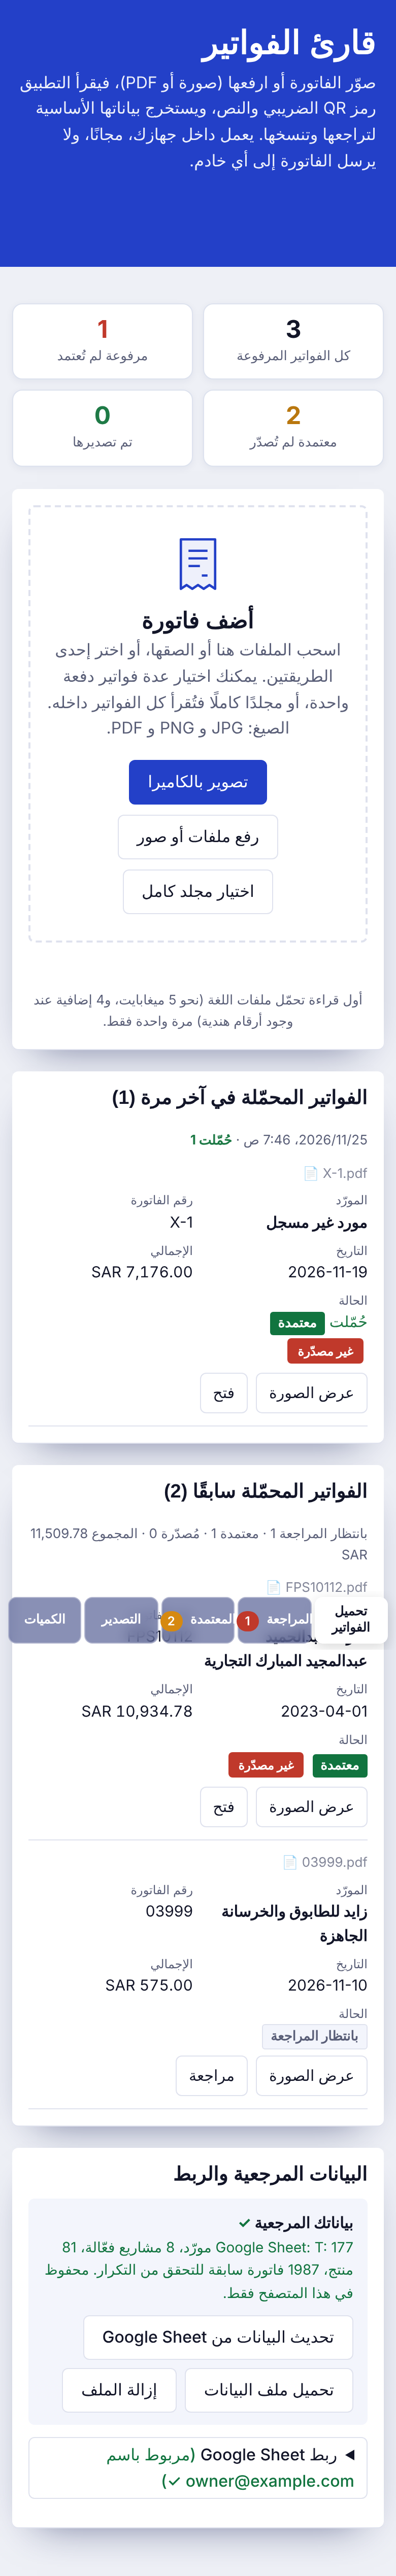 قارئ الفواتير
صوّر الفاتورة أو ارفعها (صورة أو PDF)، فيقرأ التطبيق
رمز QR الضريبي والنص، ويستخرج بياناتها الأساسية
لتراجعها وتنسخها. يعمل داخل جهازك، مجانًا، ولا
يرسل الفاتورة إلى أي خادم.
3
كل الفواتير المرفوعة
1
مرفوعة لم تُعتمد
2
معتمدة لم تُصدّر
0
تم تصديرها
أضف فاتورة
اسحب الملفات هنا أو الصقها، أو اختر إحدى
الطريقتين. يمكنك اختيار عدة فواتير دفعة
واحدة، أو مجلدًا كاملًا فتُقرأ كل الفواتير داخله.
الصيغ: JPG و PNG و PDF.
تصوير بالكاميرا
رفع ملفات أو صور
اختيار مجلد كامل
أول قراءة تحمّل ملفات اللغة (نحو 5 ميغابايت، و4 إضافية عند
وجود أرقام هندية) مرة واحدة فقط.
الفواتير المحمّلة في آخر مرة (1)
2026/11/25، 7:46 ص · حُمّلت 1
📄 X-1.pdf
المورّد
مورد غير مسجل
رقم الفاتورة
X-1
التاريخ
2026-11-19
الإجمالي
SAR 7,176.00
الحالة
حُمّلت معتمدة
غير مصدّرة
عرض الصورة
فتح
الفواتير المحمّلة سابقًا (2)
بانتظار المراجعة 1 · معتمدة 1 · مُصدّرة 0 · المجموع 11,509.78
SAR
📄 FPS10112.pdf
تحميل
الفواتير
المراجعة 1
المعتمدة 2
التصدير
الكميات
FPS10112
عبدالمجيد المبارك التجارية
التاريخ
2023-04-01
الإجمالي
SAR 10,934.78
الحالة
معتمدة غير مصدّرة
عرض الصورة
فتح
📄 03999.pdf
المورّد
زايد للطابوق والخرسانة
الجاهزة
رقم الفاتورة
03999
التاريخ
2026-11-10
الإجمالي
SAR 575.00
الحالة
بانتظار المراجعة
عرض الصورة
مراجعة
البيانات المرجعية والربط
بياناتك المرجعية ✓
Google Sheet: T: 177 مورّد، 8 مشاريع فعّالة، 81
منتج، 1987 فاتورة سابقة للتحقق من التكرار. محفوظ
في هذا المتصفح فقط.
تحديث البيانات من Google Sheet
تحميل ملف البيانات
إزالة الملف
◀ ربط Google Sheet (مربوط باسم
owner@example.com ✓)